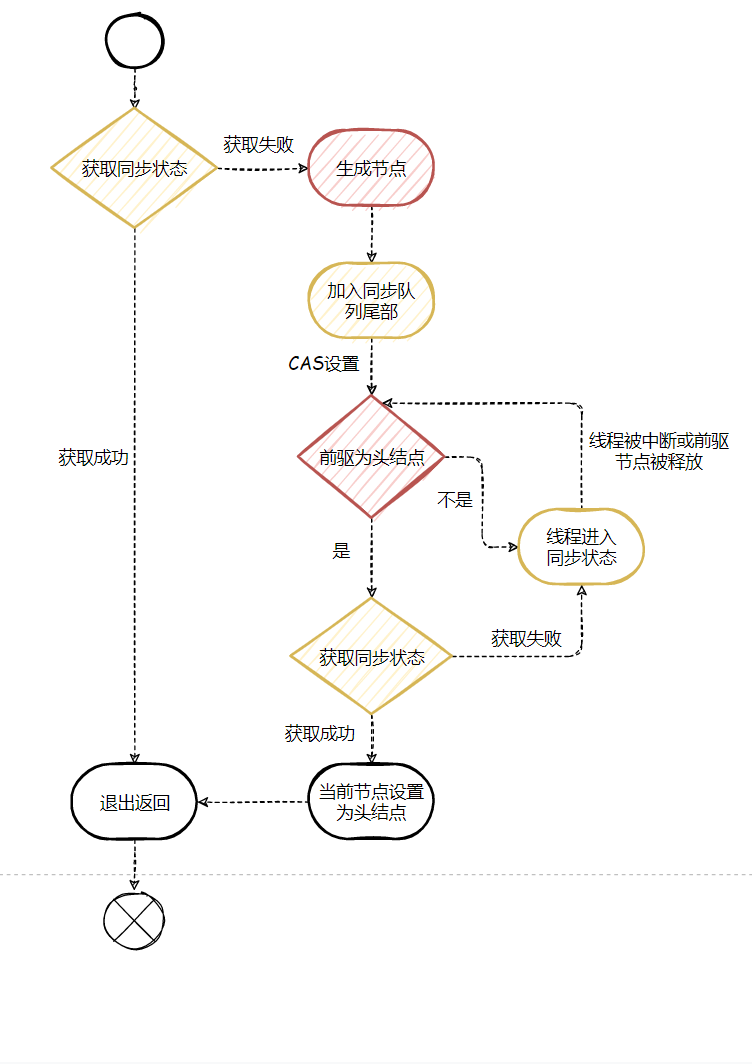 获取失败
获取同步状态
生成节点
加入同步队
列尾部
CAS设置
线程被中断或前驱
节点被释放
获取成功
前驱为头结点
不是
线程进入
同步状态
是
获取失败
获取同步状态
获取成功
当前节点设置
为头结点
退出返回